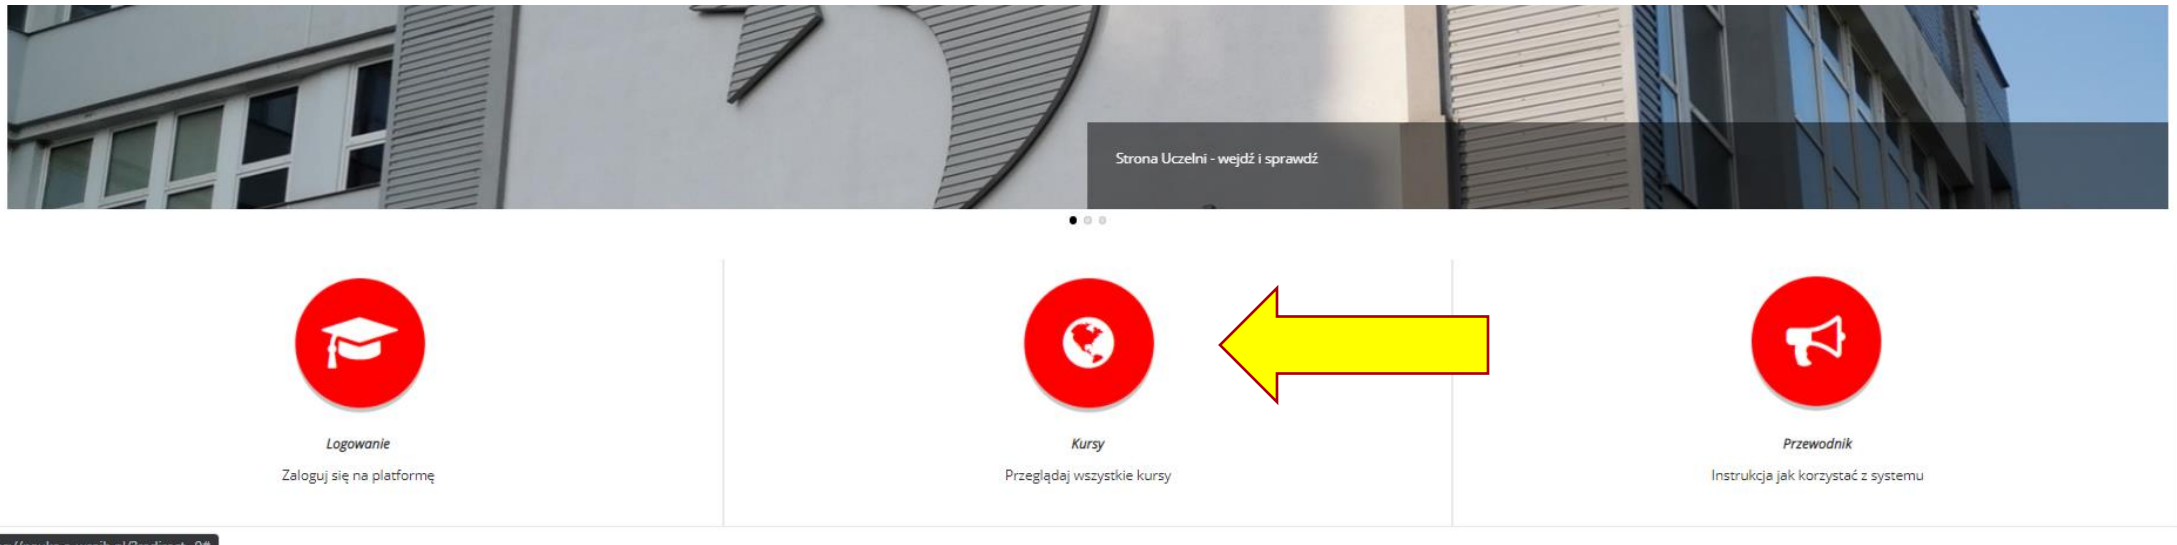 Strona Uczelni - wejdź i sprawdź
Logowanie
Kursy
Przewodnik
Zaloguj się na platformę
Przeglądaj wszystkie kursy
Instrukcja jak korzystać z systemu